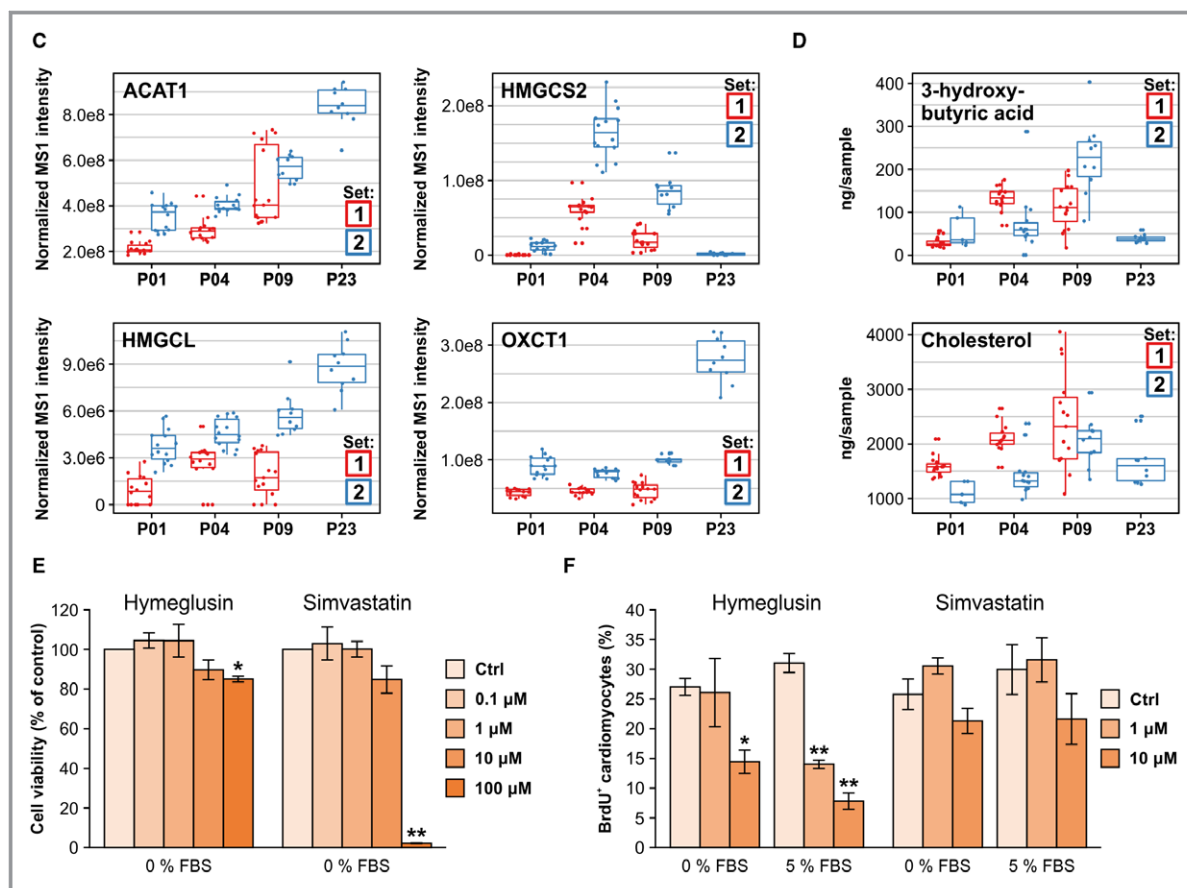 C
Normalized MS1 intensity
ACAT1
8.0e8
6.0e8
4.0e8
2.0e8
Set:
1
2
P01 P04 P09 P23
Normalized MS1 intensity
HMGCS2
2.0e8
1.0e8
0
Set:
1
2
P01 P04 P09 P23
Normalized MS1 intensity
HMGCL
9.0e6
6.0e6
3.0e6
0
Set:
1
2
P01 P04 P09 P23
Normalized MS1 intensity
OXCT1
3.0e8
2.0e8
1.0e8
Set:
1
2
P01 P04 P09 P23
D
ng/sample
3-hydroxy-
butyric acid
400
300
200
100
0
Set:
1
2
P01 P04 P09 P23
ng/sample
Cholesterol
4000
3000
2000
1000
Set:
1
2
P01 P04 P09 P23
E
Cell viability (% of control)
Hymeglusin Simvastatin
120
100
80
60
40
20
0
*
**
0 % FBS 0 % FBS
Ctrl
0.1 µM
1 µM
10 µM
100 µM
F
BrdU⁺ cardiomyocytes (%)
Hymeglusin Simvastatin
40
35
30
25
20
15
10
5
0
*
**
**
0 % FBS 5 % FBS 0 % FBS 5 % FBS
Ctrl
1 µM
10 µM